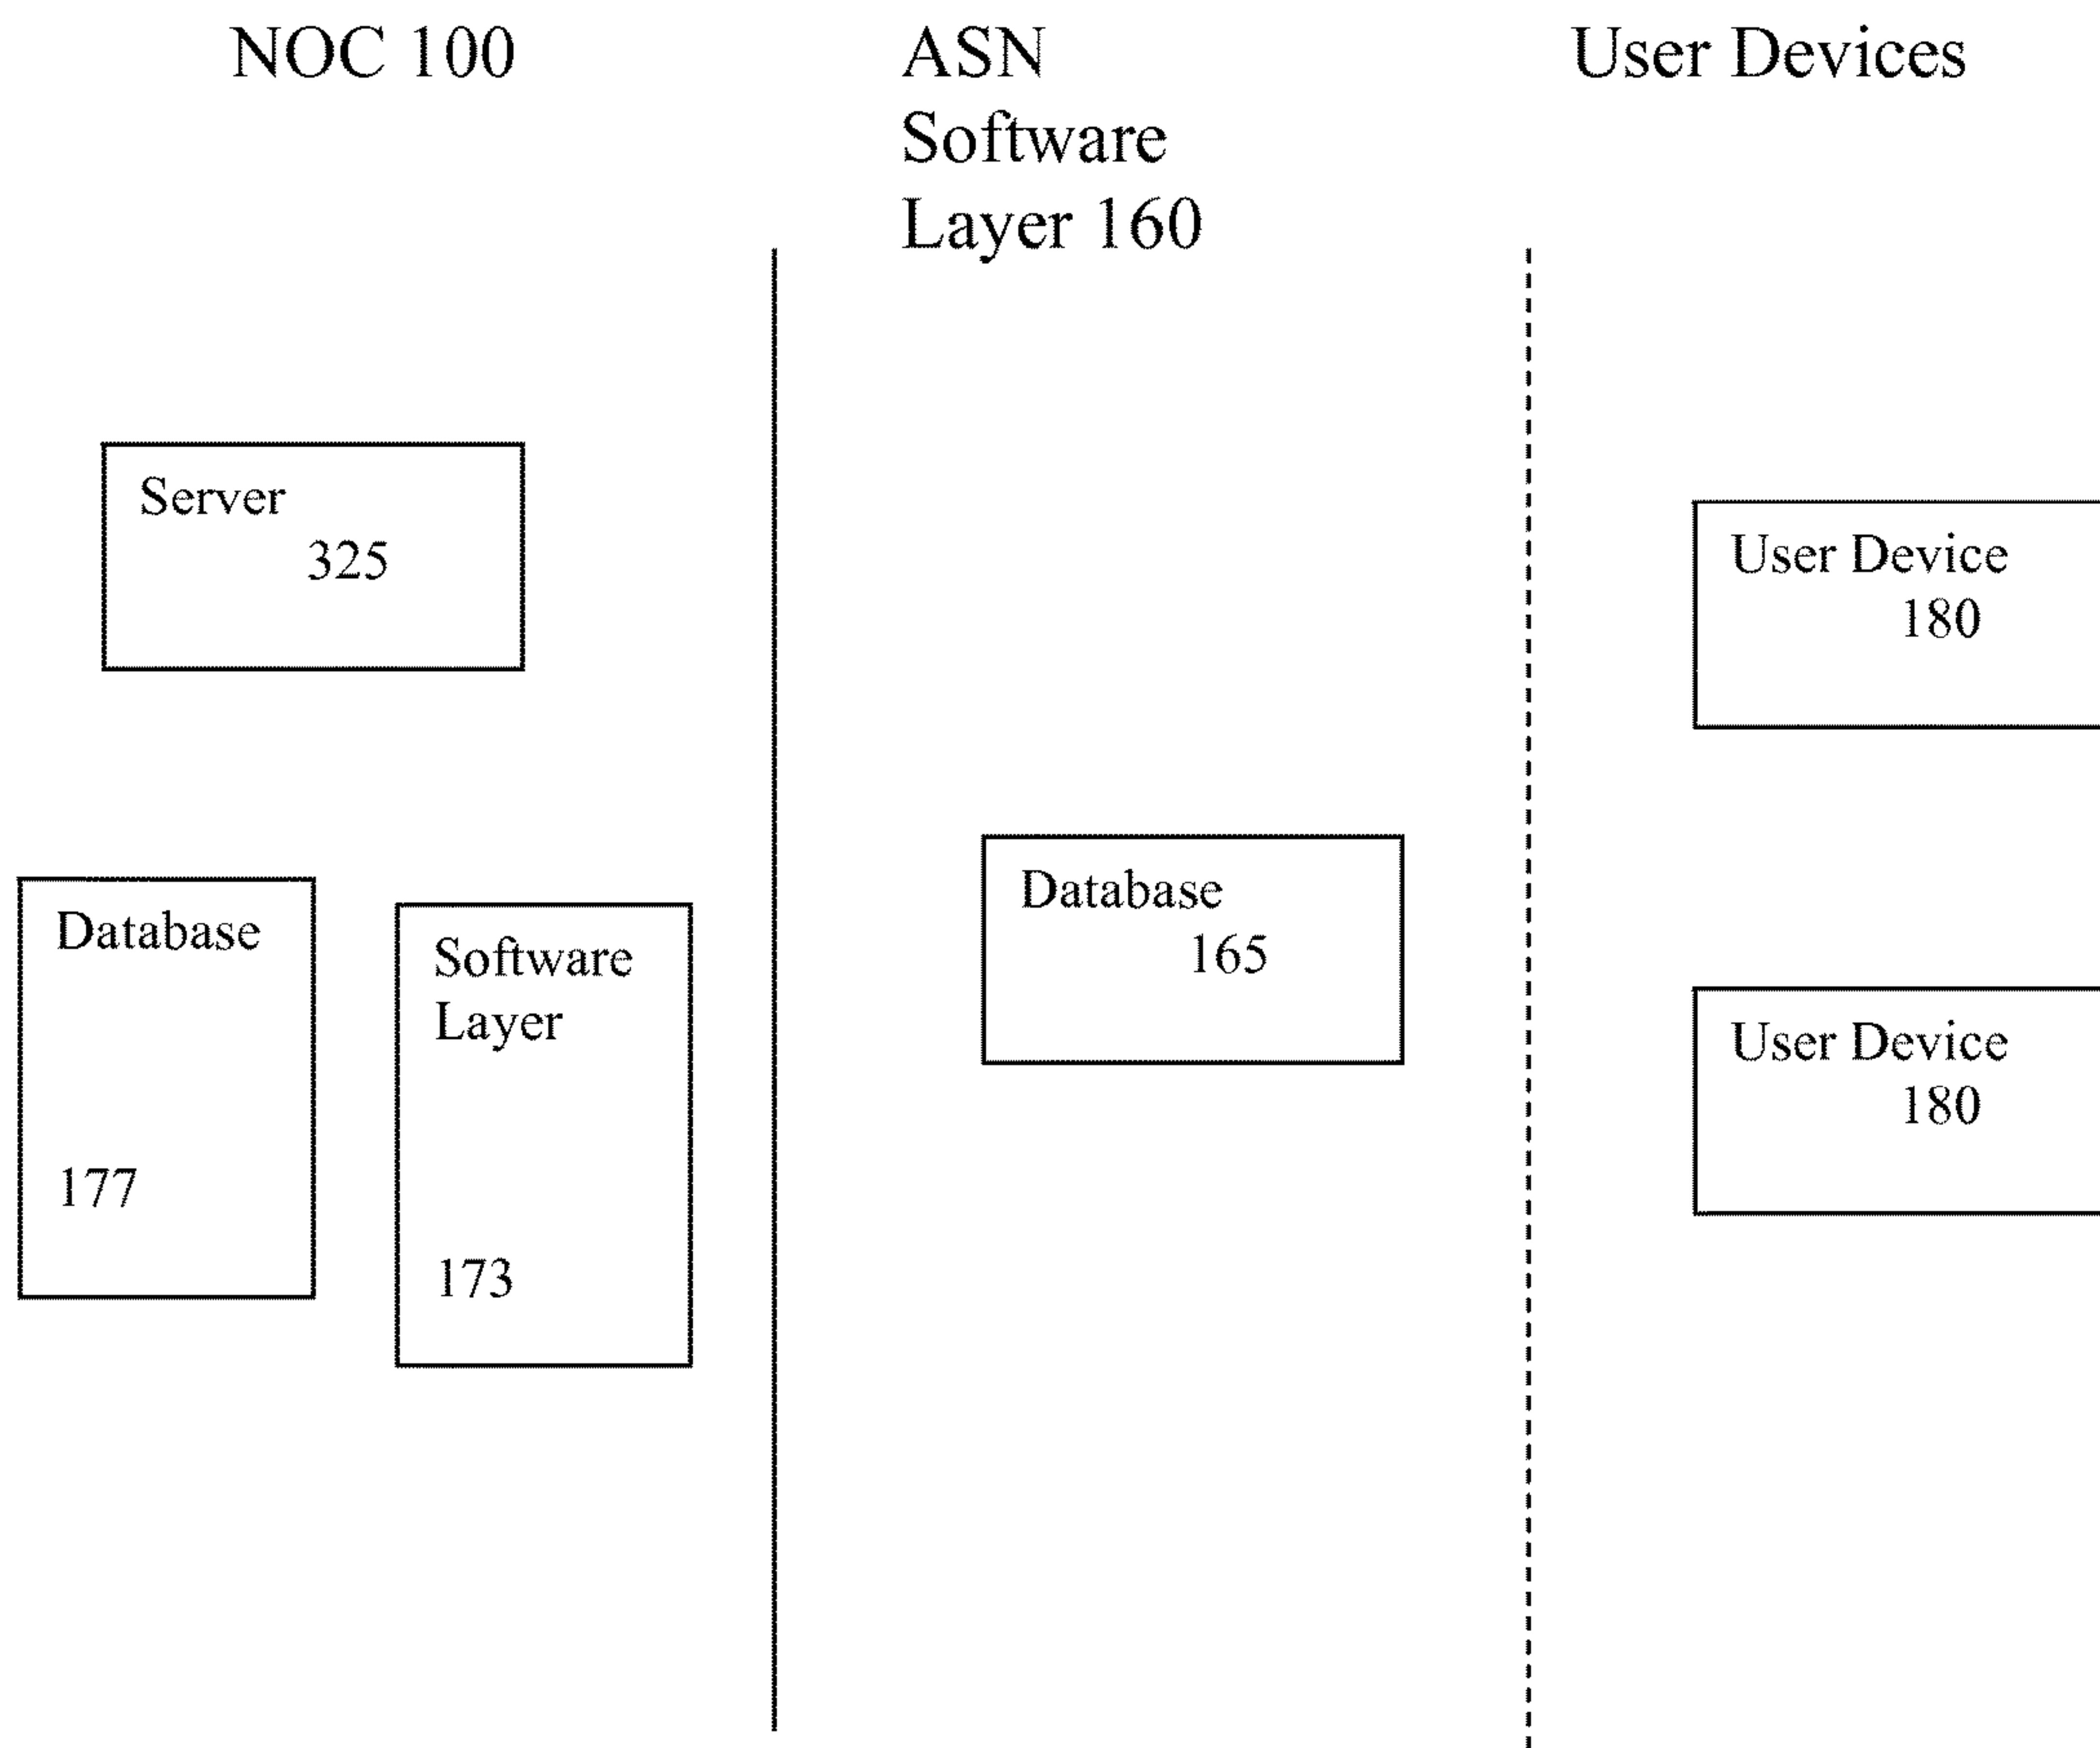 NOC 100
ASN
Software
Layer 160
User Devices
Server
325
Database
177
Software
Layer
173
Database
165
User Device
180
User Device
180